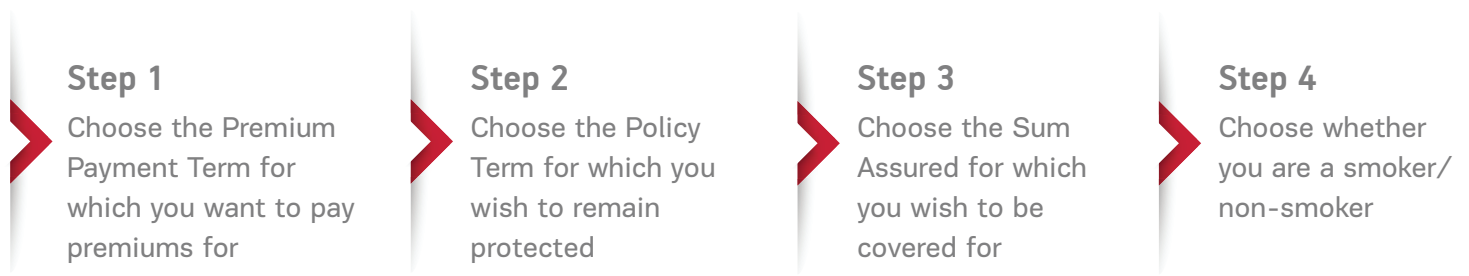 Step 1
Choose the Premium
Payment Term for
which you want to pay
premiums for
Step 2
Choose the Policy
Term for which you
wish to remain
protected
Step 3
Choose the Sum
Assured for which
you wish to be
covered for
Step 4
Choose whether
you are a smoker/
non-smoker